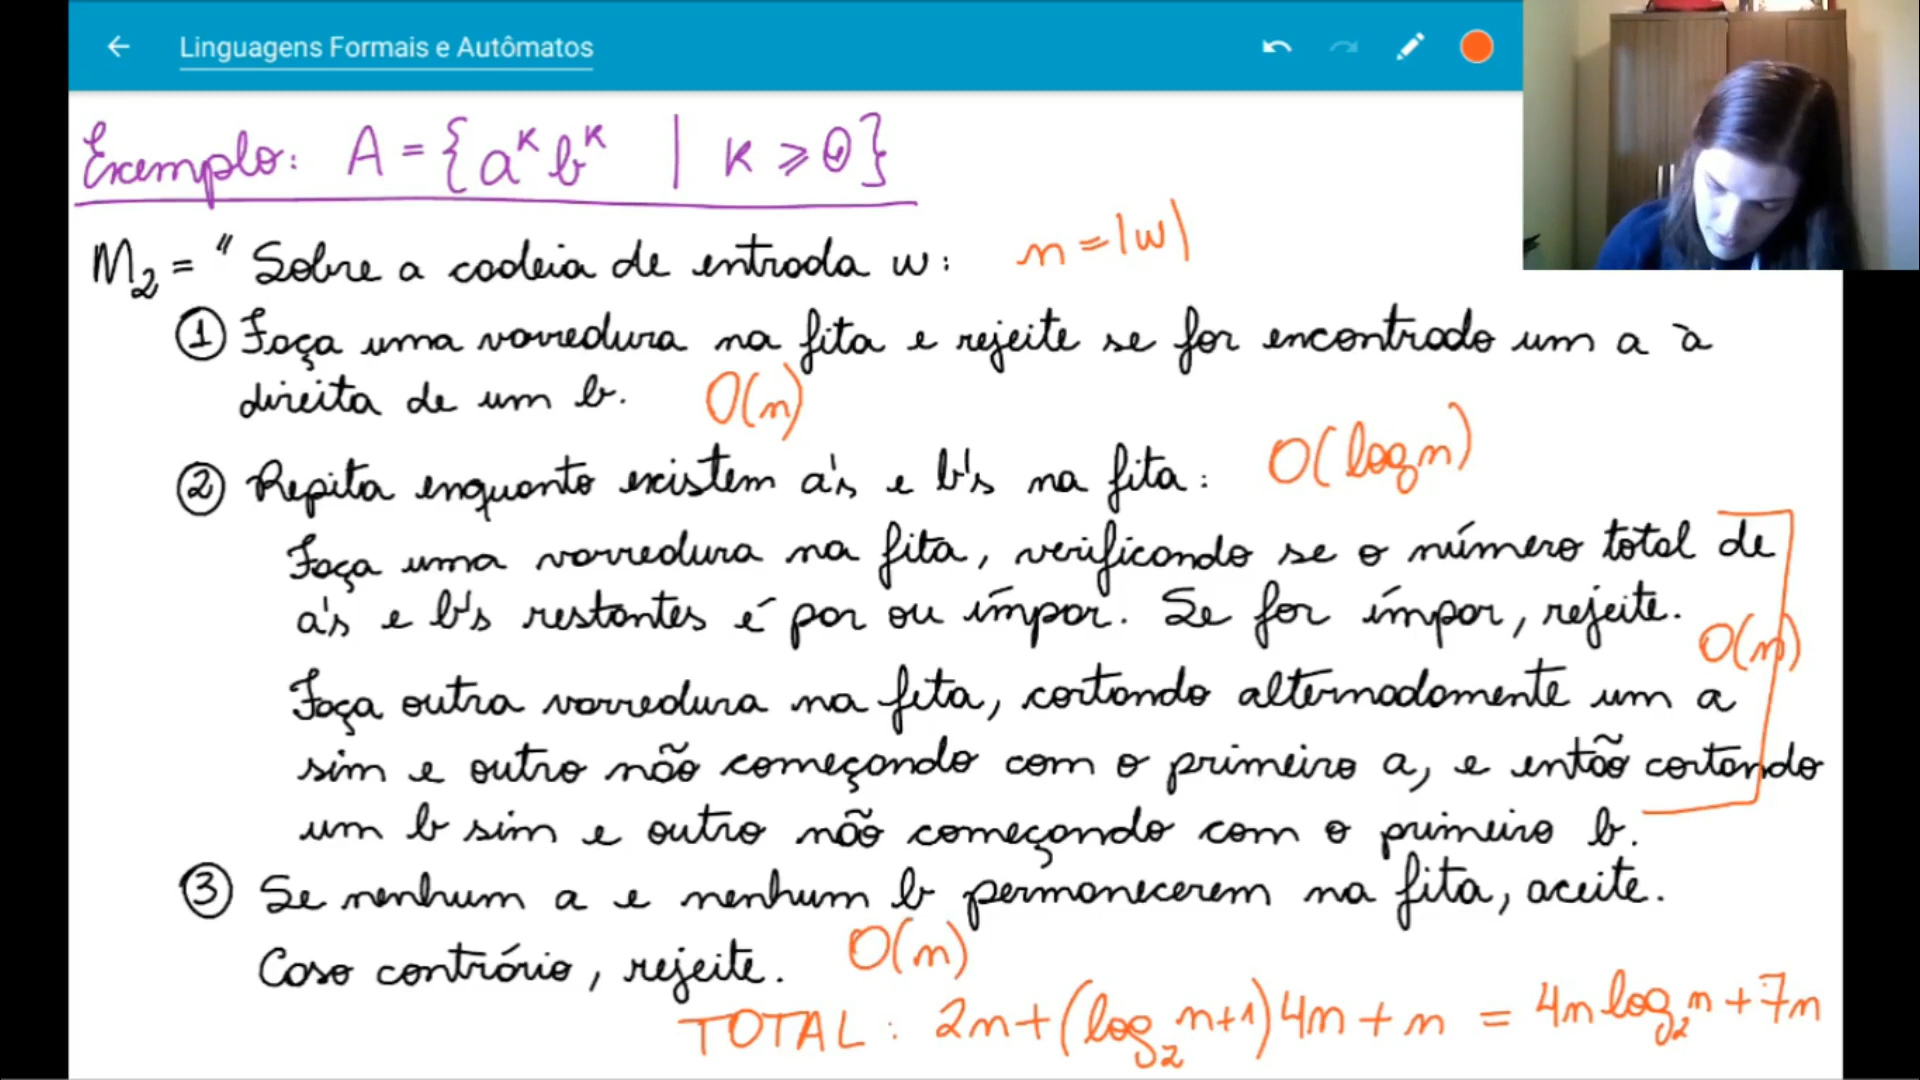 Linguagens Formais e Autômatos
Exemplo: A = {a^k b^k | k ⩾ 0}
M₂ = "Sobre a cadeia de entrada w: n = |w|
① Faça uma varredura na fita e rejeite se for encontrado um a à
direita de um b. O(n)
② Repita enquanto existem a's e b's na fita: O(log n)
Faça uma varredura na fita, verificando se o número total de
a's e b's restantes é par ou ímpar. Se for ímpar, rejeite.
O(n)
Faça outra varredura na fita, cortando alternadamente um a
sim e outro não começando com o primeiro a, e então cortando
um b sim e outro não começando com o primeiro b.
③ Se nenhum a e nenhum b permanecerem na fita, aceite.
Caso contrário, rejeite. O(n)
TOTAL: 2n + (log₂ n+1)4n + n = 4n log₂ n + 7n